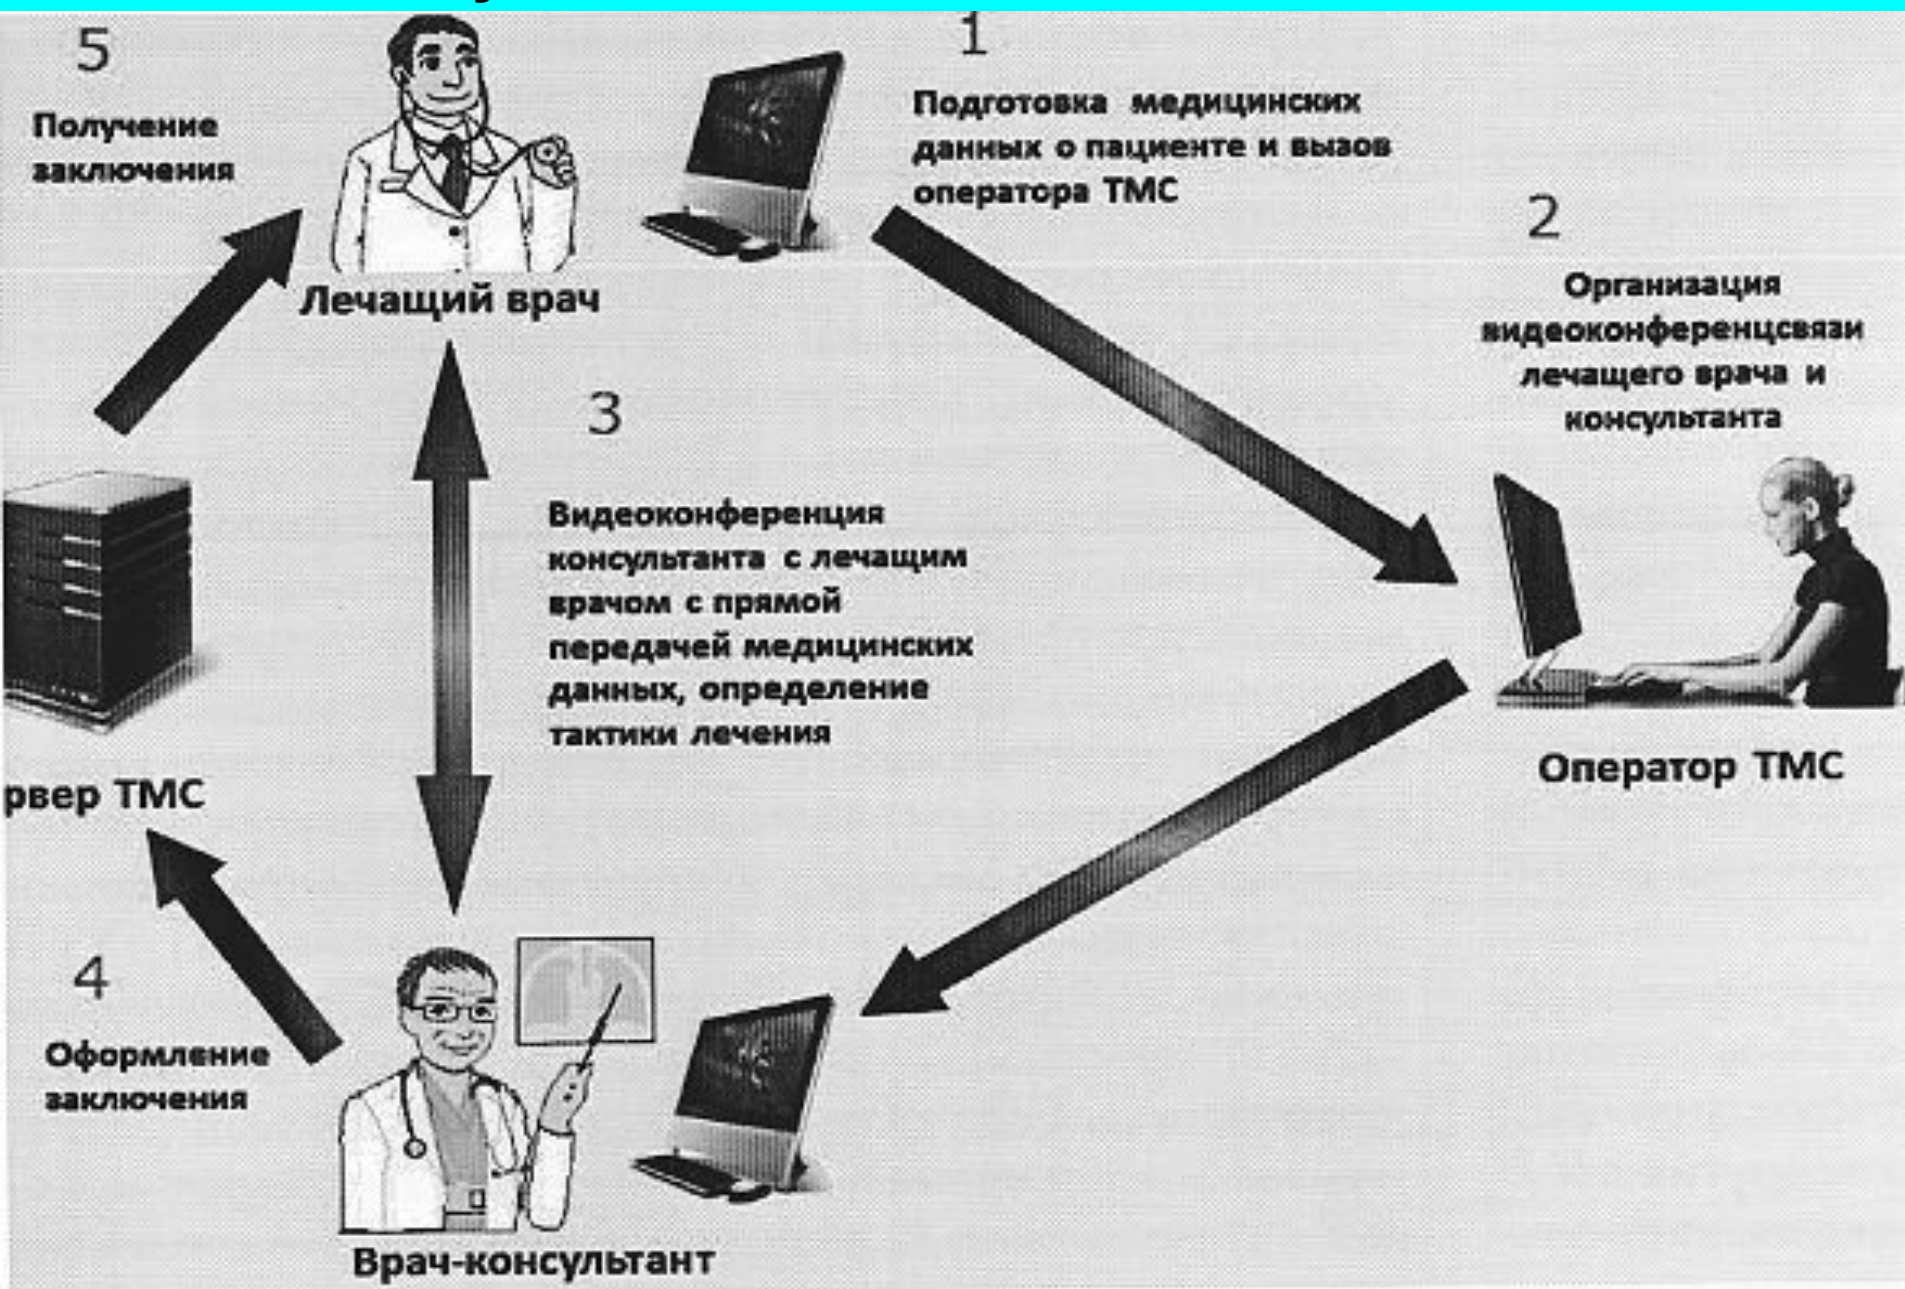 5
Получение
заключения
Лечащий врач
1
Подготовка медицинских
данных о пациенте и вызов
оператора ТМС
2
Организация
видеоконференцсвязи
лечащего врача и
консультанта
Оператор ТМС
3
Видеоконференция
консультанта с лечащим
врачом с прямой
передачей медицинских
данных, определение
тактики лечения
рвер ТМС
4
Оформление
заключения
Врач-консультант